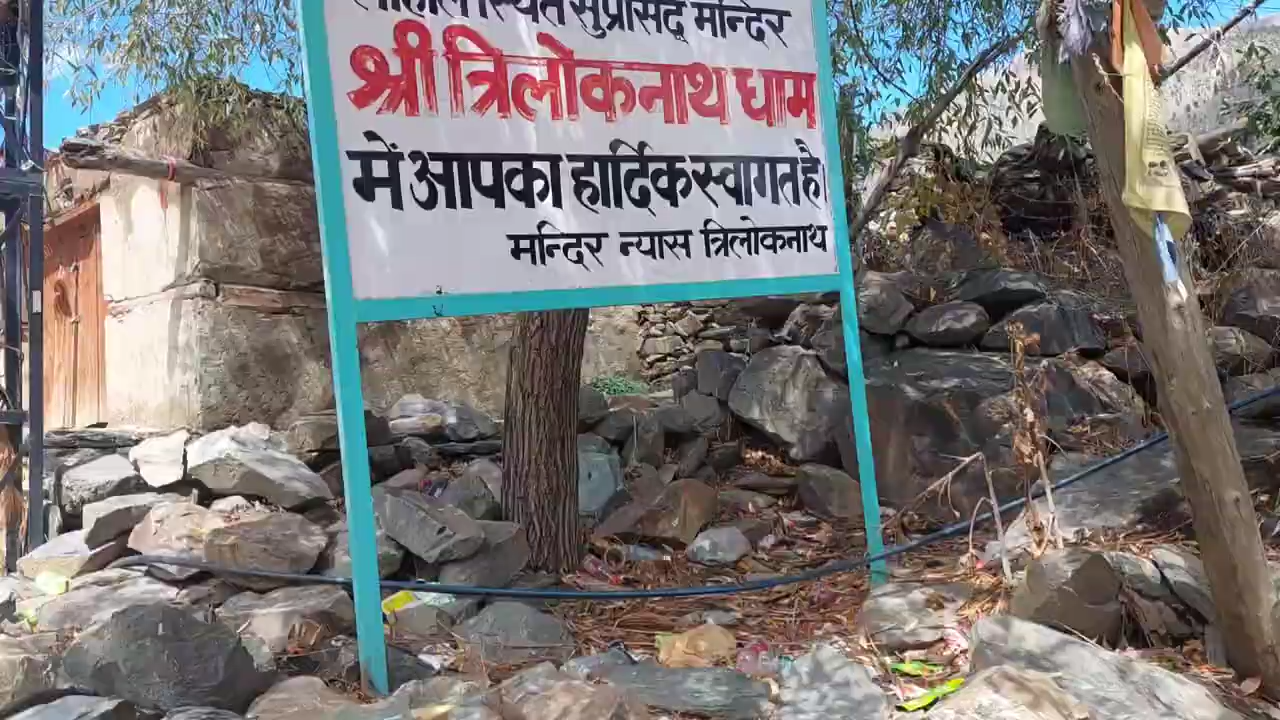 लाहौल स्थित सुप्रसिद्ध मन्दिर
श्री त्रिलोकनाथ धाम
में आपका हार्दिक स्वागत है।
मन्दिर न्यास त्रिलोकनाथ